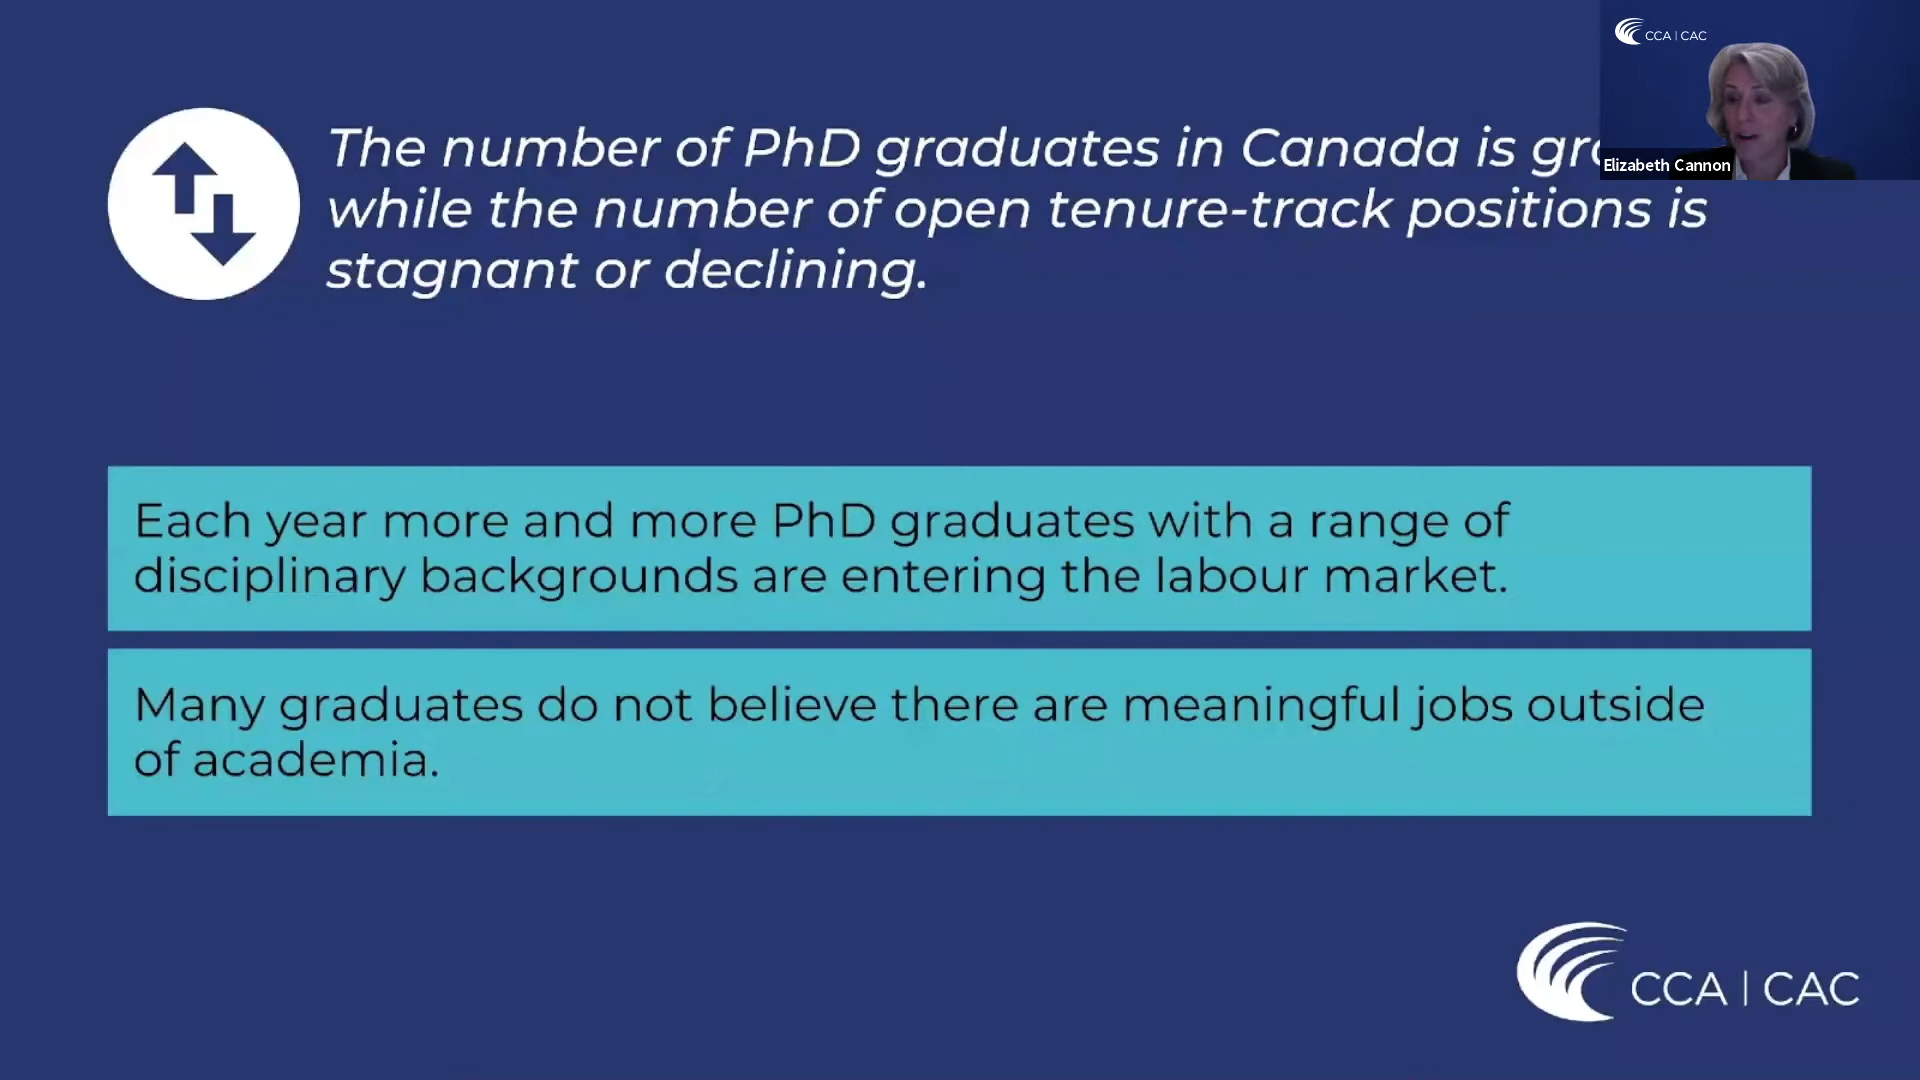 CCA | CAC
The number of PhD graduates in Canada is
Elizabeth Cannon
while the number of open tenure-track positions is
stagnant or declining.
Each year more and more PhD graduates with a range of
disciplinary backgrounds are entering the labour market.
Many graduates do not believe there are meaningful jobs outside
of academia.
CCA | CAC